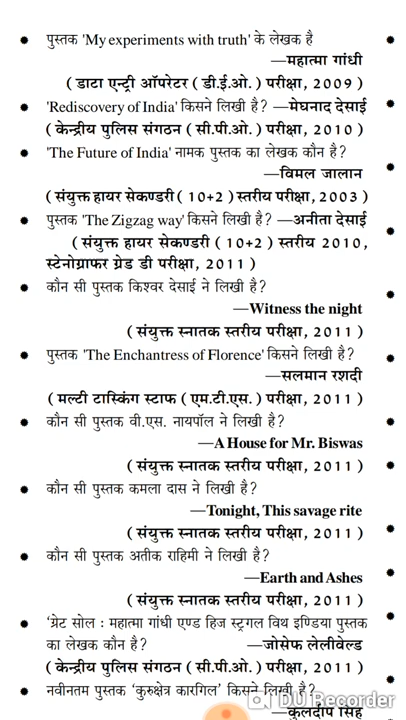 ● पुस्तक 'My experiments with truth' के लेखक है
—महात्मा गांधी
( डाटा एन्ट्री ऑपरेटर ( डी.ई.ओ. ) परीक्षा, 2009 )
● 'Rediscovery of India' किसने लिखी है? —मेघनाद देसाई
( केन्द्रीय पुलिस संगठन ( सी.पी.ओ. ) परीक्षा, 2010 )
● 'The Future of India' नामक पुस्तक का लेखक कौन है?
—विमल जालान
( संयुक्त हायर सेकण्डरी ( 10+2 ) स्तरीय परीक्षा, 2003 )
● पुस्तक 'The Zigzag way' किसने लिखी है? —अनीता देसाई
( संयुक्त हायर सेकण्डरी ( 10+2 ) स्तरीय 2010,
स्टेनोग्राफर ग्रेड डी परीक्षा, 2011 )
● कौन सी पुस्तक किश्वर देसाई ने लिखी है?
—Witness the night
( संयुक्त स्नातक स्तरीय परीक्षा, 2011 )
● पुस्तक 'The Enchantress of Florence' किसने लिखी है?
—सलमान रशदी
( मल्टी टास्किंग स्टाफ ( एम.टी.एस. ) परीक्षा, 2011 )
● कौन सी पुस्तक वी.एस. नायपॉल ने लिखी है?
—A House for Mr. Biswas
( संयुक्त स्नातक स्तरीय परीक्षा, 2011 )
● कौन सी पुस्तक कमला दास ने लिखी है?
—Tonight, This savage rite
( संयुक्त स्नातक स्तरीय परीक्षा, 2011 )
● कौन सी पुस्तक अतीक राहिमी ने लिखी है?
—Earth and Ashes
( संयुक्त स्नातक स्तरीय परीक्षा, 2011 )
● 'ग्रेट सोल : महात्मा गांधी एण्ड हिज स्ट्रगल विथ इण्डिया पुस्तक
का लेखक कौन है? —जोसेफ लेलीवेल्ड
( केन्द्रीय पुलिस संगठन ( सी.पी.ओ. ) परीक्षा, 2011 )
● नवीनतम पुस्तक 'कुरुक्षेत्र कारगिल' किसने लिखी है?
—कुलदीप सिंह
DU Recorder